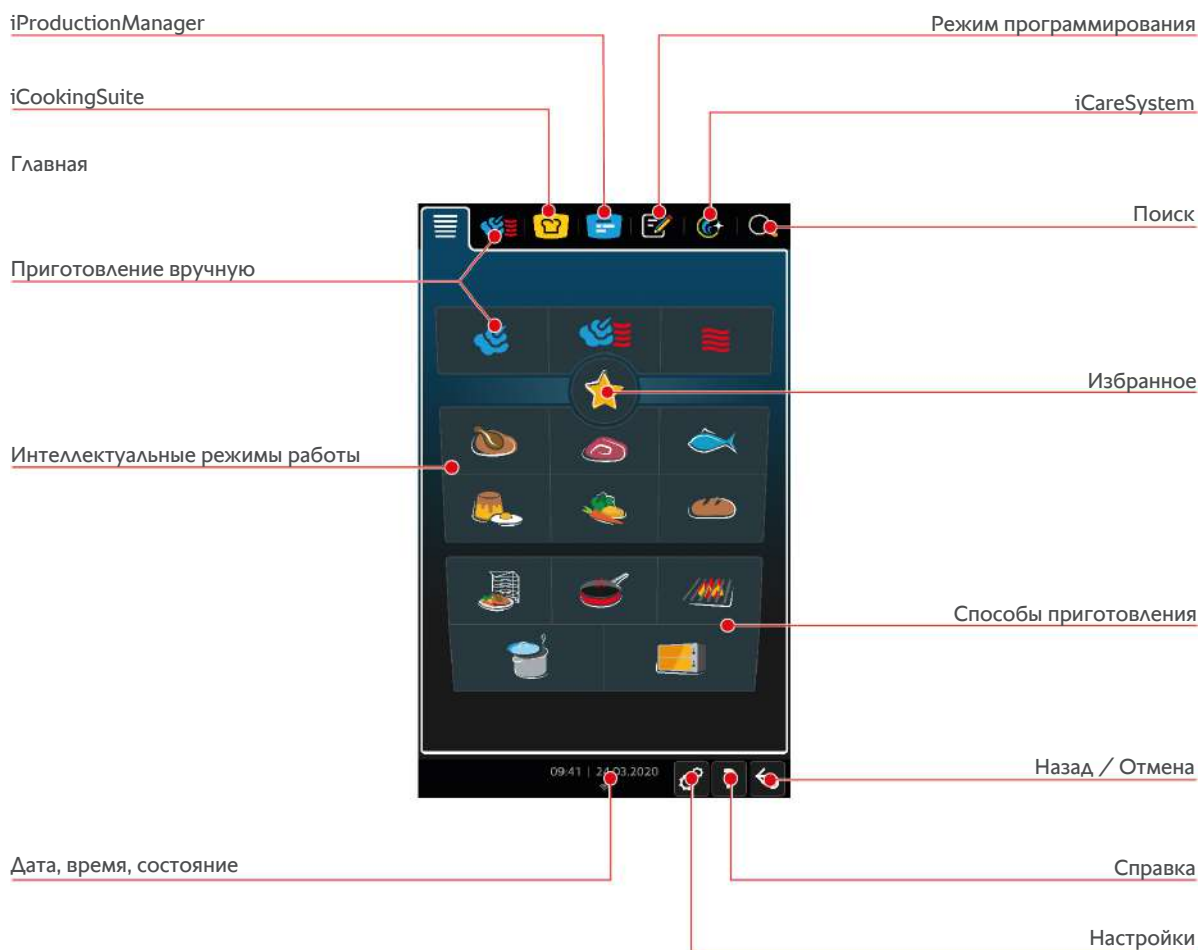 iProductionManager
Режим программирования
iCookingSuite
iCareSystem
Главная
Поиск
Приготовление вручную
Избранное
Интеллектуальные режимы работы
Способы приготовления
09:41 | 24.03.2020
Назад / Отмена
Дата, время, состояние
Справка
Настройки